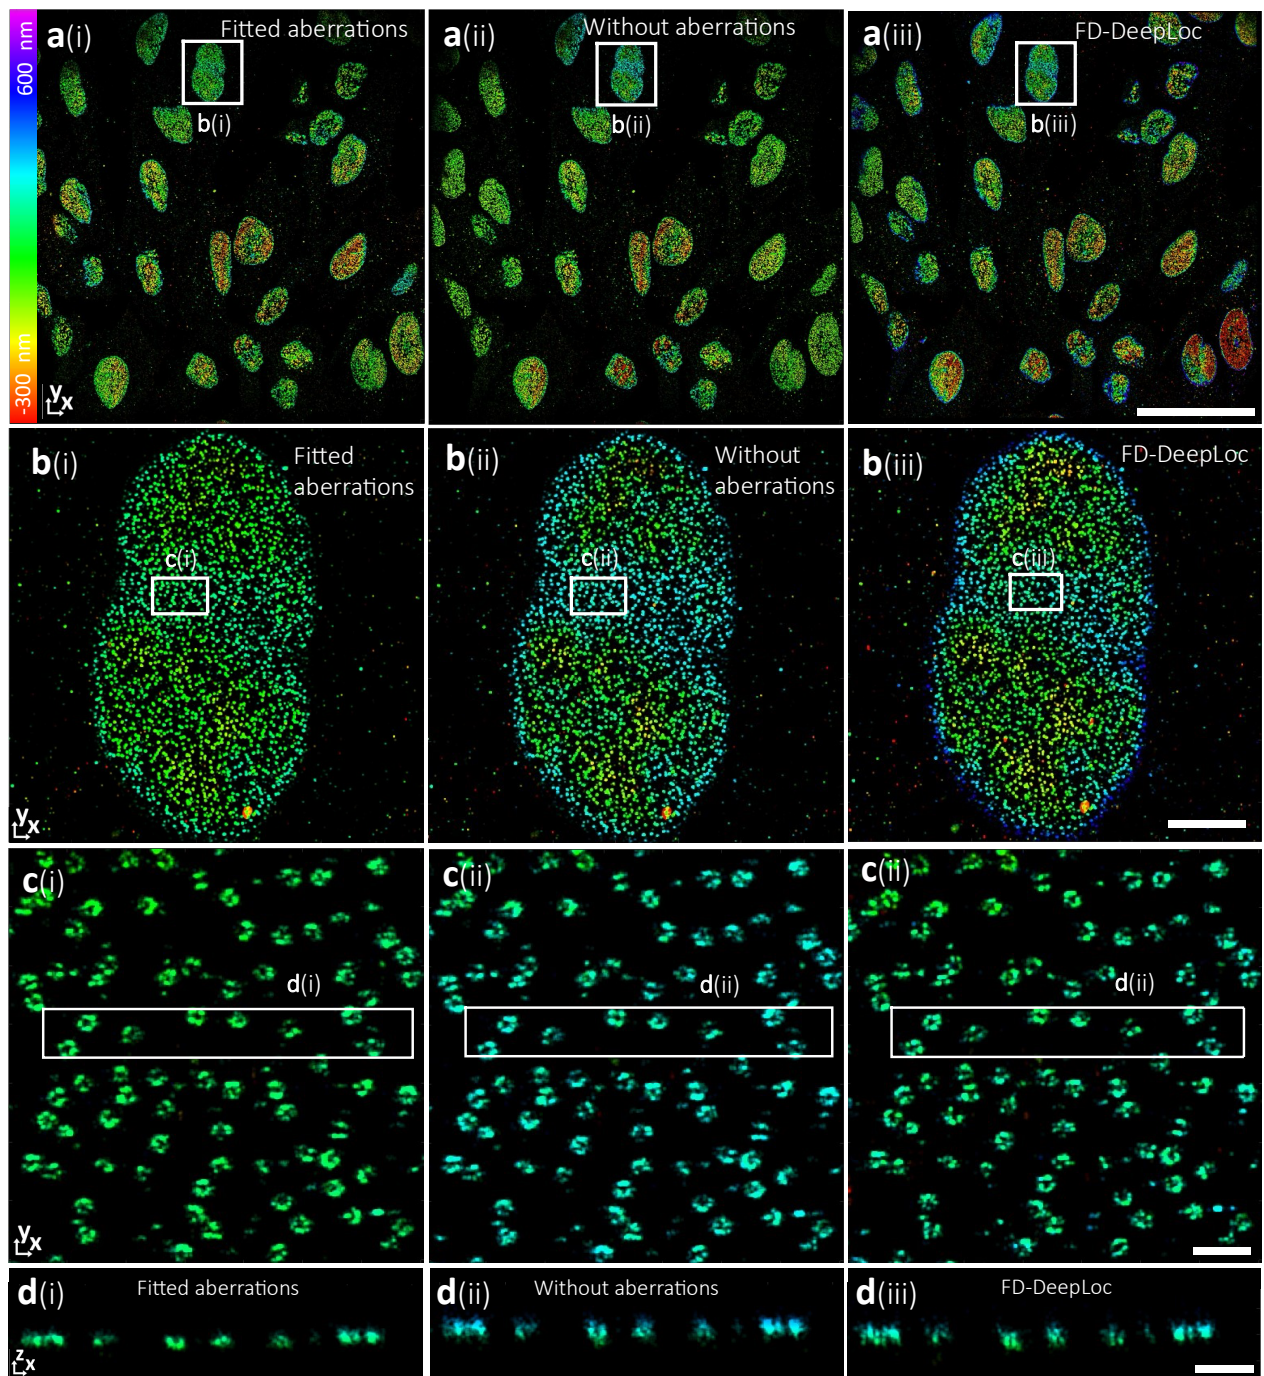 600 nm
-300 nm
a(i)
Fitted aberrations
b(i)
y
x
a(ii)
Without aberrations
b(ii)
a(iii)
FD-DeepLoc
b(iii)
b(i)
Fitted
aberrations
c(i)
y
x
b(ii)
Without
aberrations
c(ii)
b(iii)
FD-DeepLoc
c(iii)
c(i)
d(i)
y
x
c(ii)
d(ii)
c(ii)
d(ii)
d(i)
Fitted aberrations
z
x
d(ii)
Without aberrations
d(iii)
FD-DeepLoc